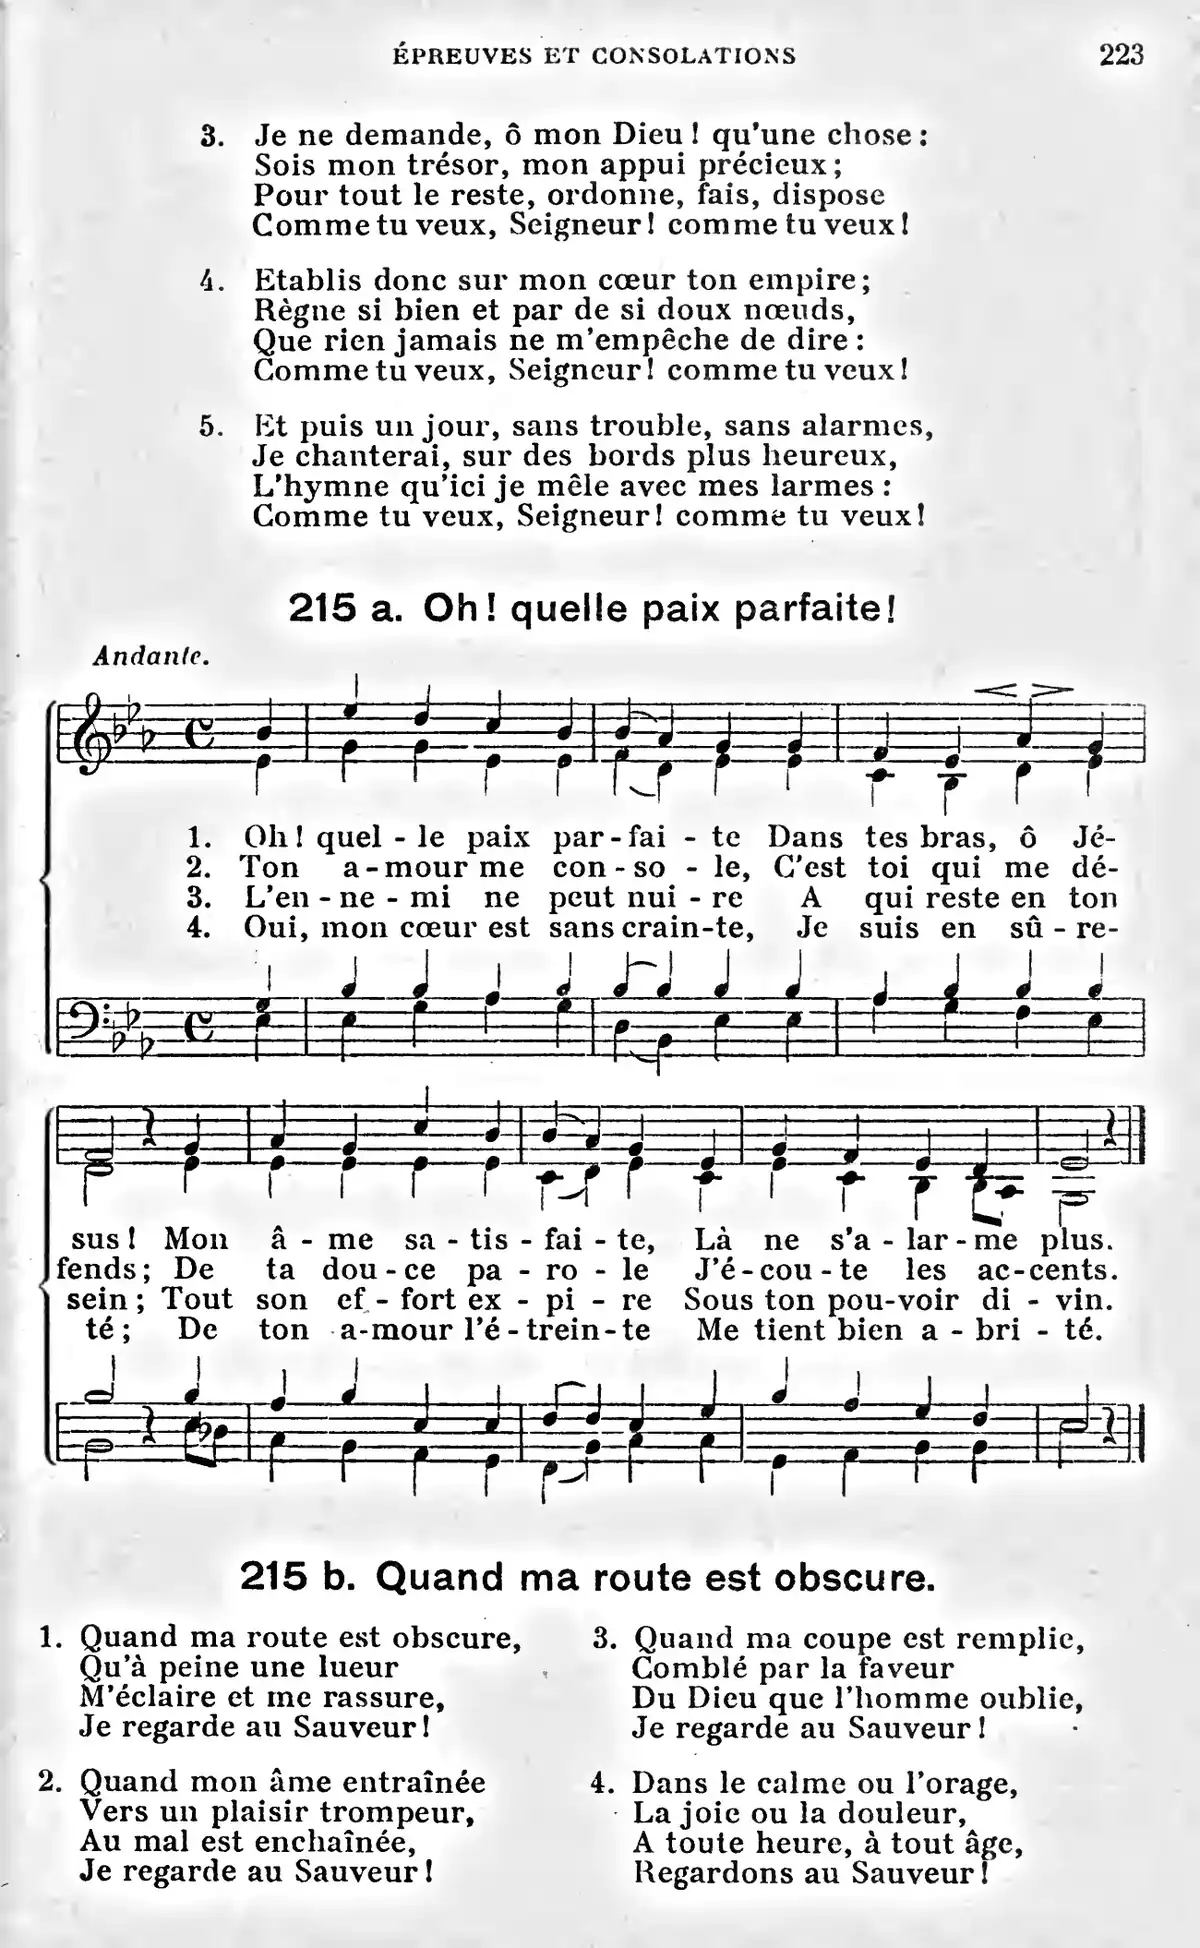 ÉPREUVES ET CONSOLATIONS 223
3. Je ne demande, ô mon Dieu ! qu'une chose :
Sois mon trésor, mon appui précieux ;
Pour tout le reste, ordonne, fais, dispose
Comme tu veux, Seigneur ! comme tu veux !
4. Etablis donc sur mon cœur ton empire ;
Règne si bien et par de si doux nœuds,
Que rien jamais ne m'empêche de dire :
Comme tu veux, Seigneur ! comme tu veux !
5. Et puis un jour, sans trouble, sans alarmes,
Je chanterai, sur des bords plus heureux,
L'hymne qu'ici je mêle avec mes larmes :
Comme tu veux, Seigneur ! comme tu veux !
215 a. Oh ! quelle paix parfaite !
Andante.
1. Oh ! quel - le paix par - fai - te Dans tes bras, ô Jé-
2. Ton a - mour me con - so - le, C'est toi qui me dé-
3. L'en - ne - mi ne peut nui - re A qui reste en ton
4. Oui, mon cœur est sans crain-te, Je suis en sû - re-
sus ! Mon â - me sa - tis - fai - te, Là ne s'a - lar - me plus.
fends ; De ta dou - ce pa - ro - le J'é - cou - te les ac-cents.
sein ; Tout son ef - fort ex - pi - re Sous ton pou-voir di - vin.
té ; De ton a-mour l'é - trein - te Me tient bien a - bri - té.
215 b. Quand ma route est obscure.
1. Quand ma route est obscure,
Qu'à peine une lueur
M'éclaire et me rassure,
Je regarde au Sauveur !
2. Quand mon âme entraînée
Vers un plaisir trompeur,
Au mal est enchaînée,
Je regarde au Sauveur !
3. Quand ma coupe est remplie,
Comblé par la faveur
Du Dieu que l'homme oublie,
Je regarde au Sauveur !
4. Dans le calme ou l'orage,
La joie ou la douleur,
A toute heure, à tout âge,
Regardons au Sauveur !